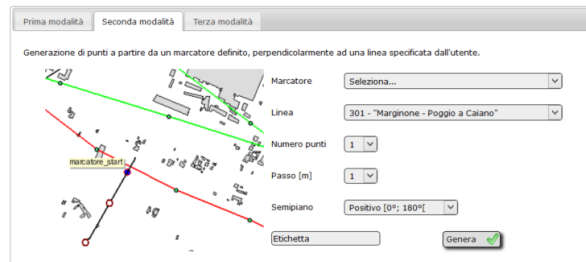 Prima modalità Seconda modalità Terza modalità
Generazione di punti a partire da un marcatore definito, perpendicolarmente ad una linea specificata dall'utente.
marcatore_start
Marcatore Seleziona...
Linea 301 - "Marginone - Poggio a Caiano"
Numero punti 1
Passo [m] 1
Semipiano Positivo [0°; 180°[
Etichetta Genera